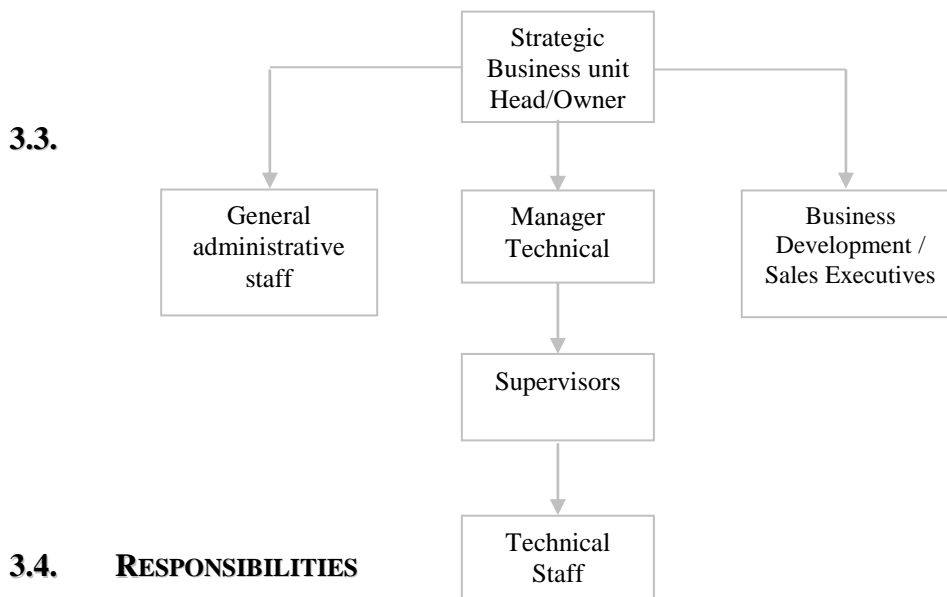 Strategic
Business unit
Head/Owner
3.3.
General
administrative
staff
Manager
Technical
Business
Development /
Sales Executives
Supervisors
Technical
Staff
3.4. RESPONSIBILITIES